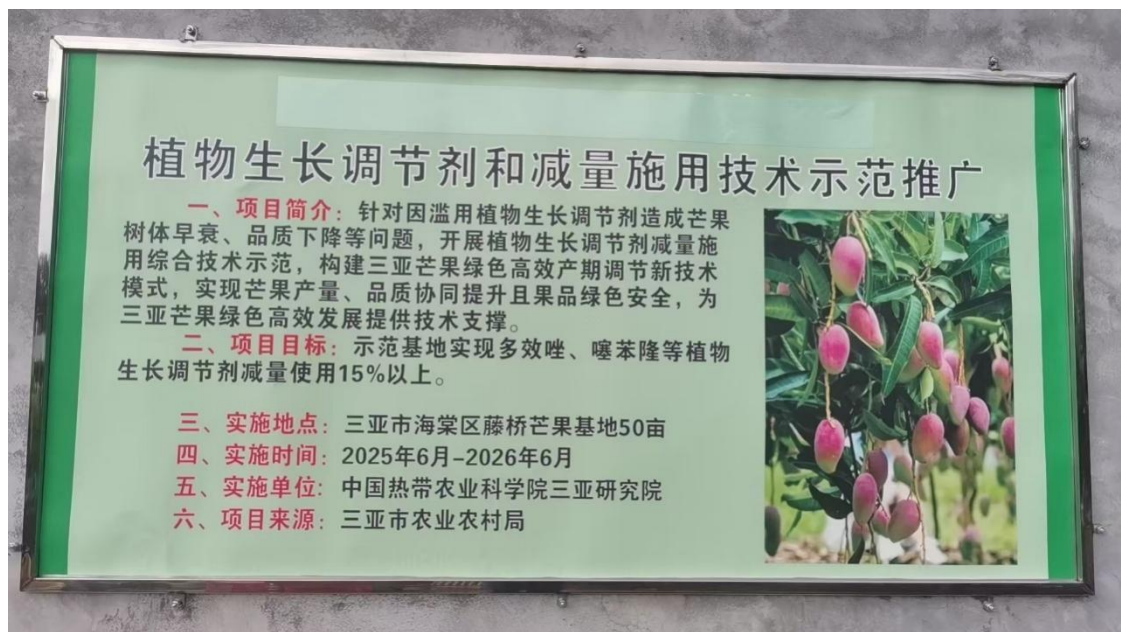 植物生长调节剂和减量施用技术示范推广
一、项目简介：针对因滥用植物生长调节剂造成芒果
树体早衰、品质下降等问题，开展植物生长调节剂减量施
用综合技术示范，构建三亚芒果绿色高效产期调节新技术
模式，实现芒果产量、品质协同提升且果品绿色安全，为
三亚芒果绿色高效发展提供技术支撑。
二、项目目标：示范基地实现多效唑、噻苯隆等植物
生长调节剂减量使用15%以上。
三、实施地点：三亚市海棠区藤桥芒果基地50亩
四、实施时间：2025年6月-2026年6月
五、实施单位：中国热带农业科学院三亚研究院
六、项目来源：三亚市农业农村局